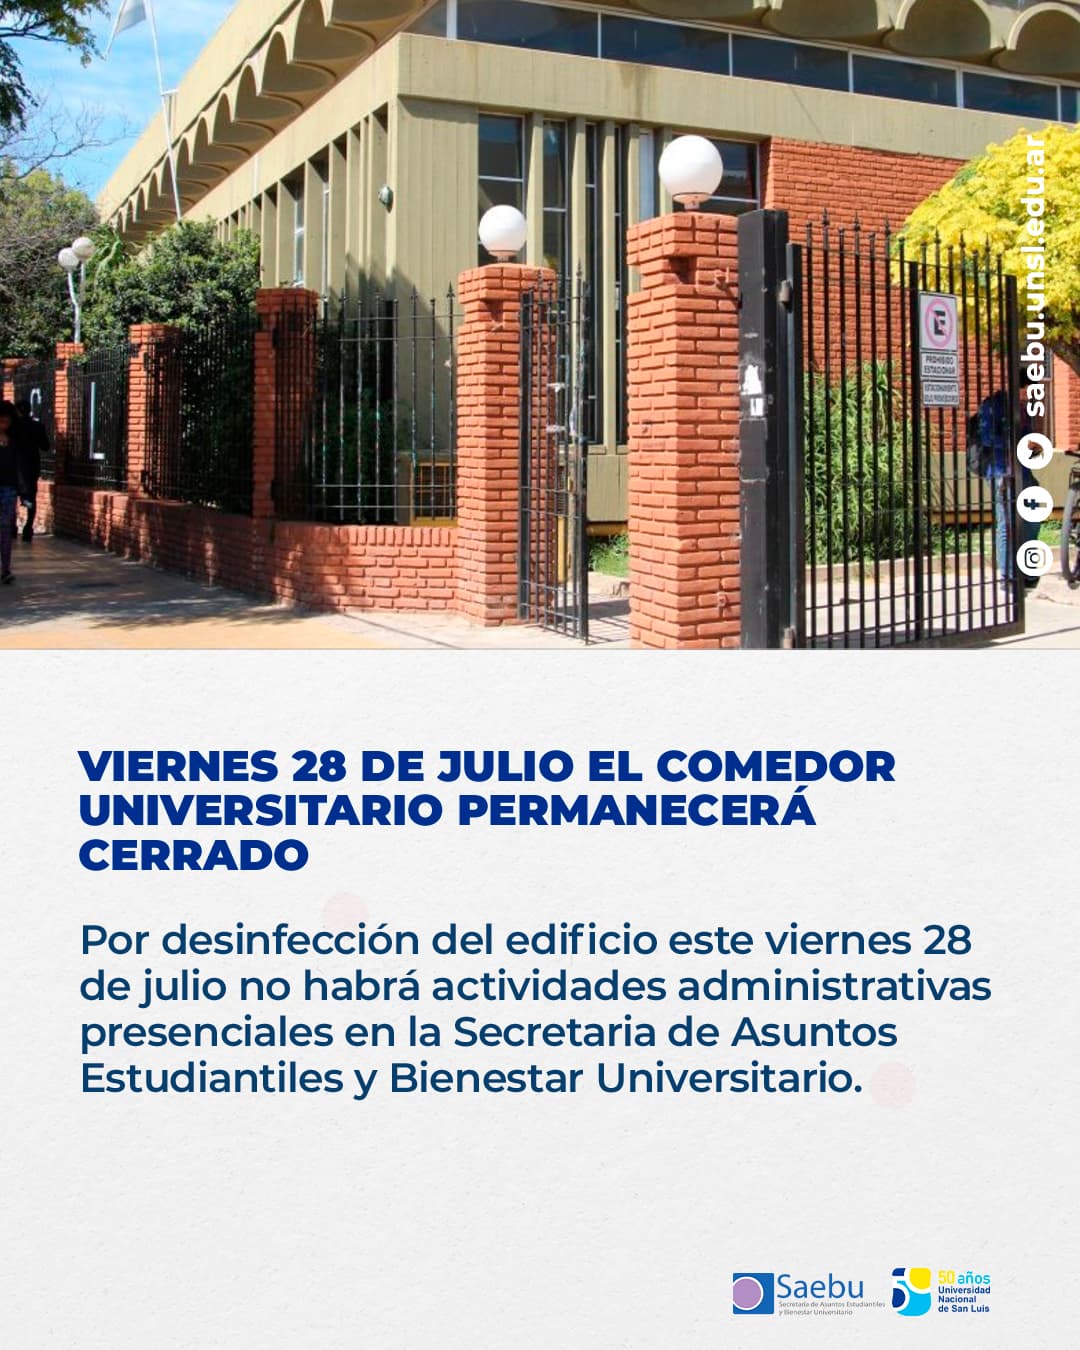 saebu.unsl.edu.ar
E
PROHIBIDO
ESTACIONAR
ESTACIONAMIENTO
VIERNES 28 DE JULIO EL COMEDOR
UNIVERSITARIO PERMANECERÁ
CERRADO
Por desinfección del edificio este viernes 28
de julio no habrá actividades administrativas
presenciales en la Secretaria de Asuntos
Estudiantiles y Bienestar Universitario.
Saebu
Secretaría de Asuntos Estudiantiles
y Bienestar Universitario
50 años
Universidad
Nacional
de San Luis